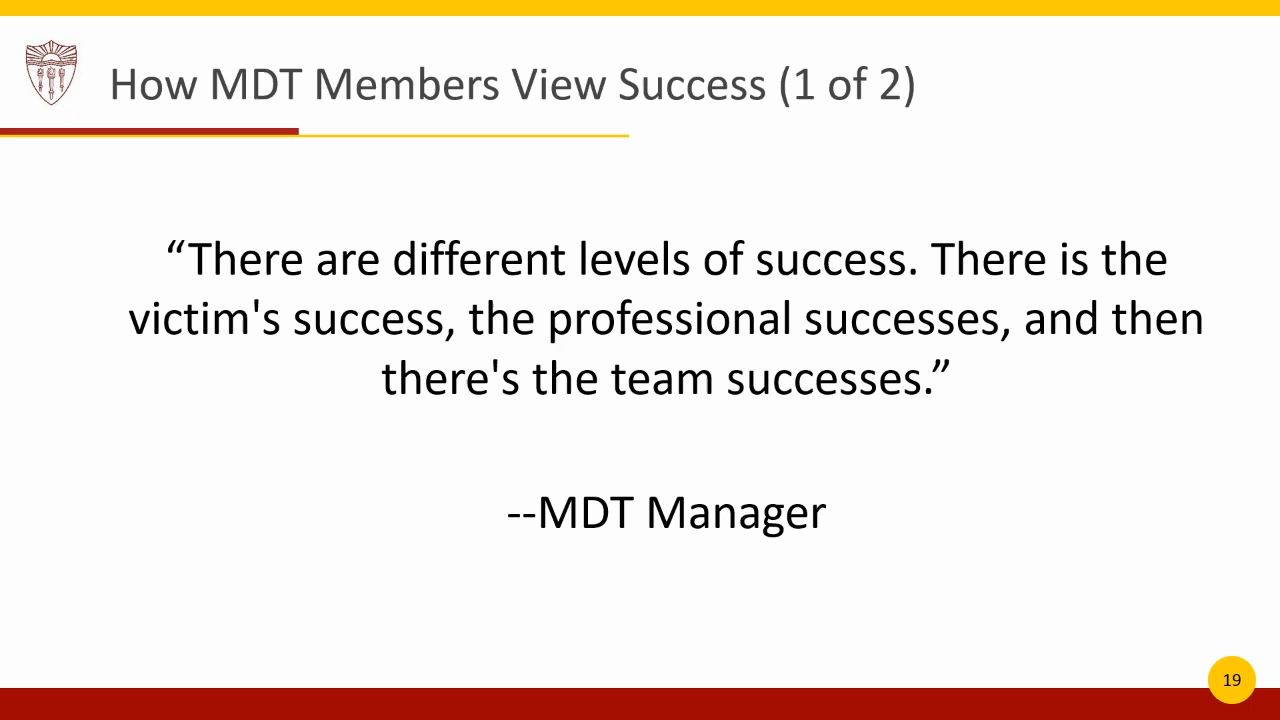 How MDT Members View Success (1 of 2)
“There are different levels of success. There is the
victim's success, the professional successes, and then
there's the team successes.”
--MDT Manager
19